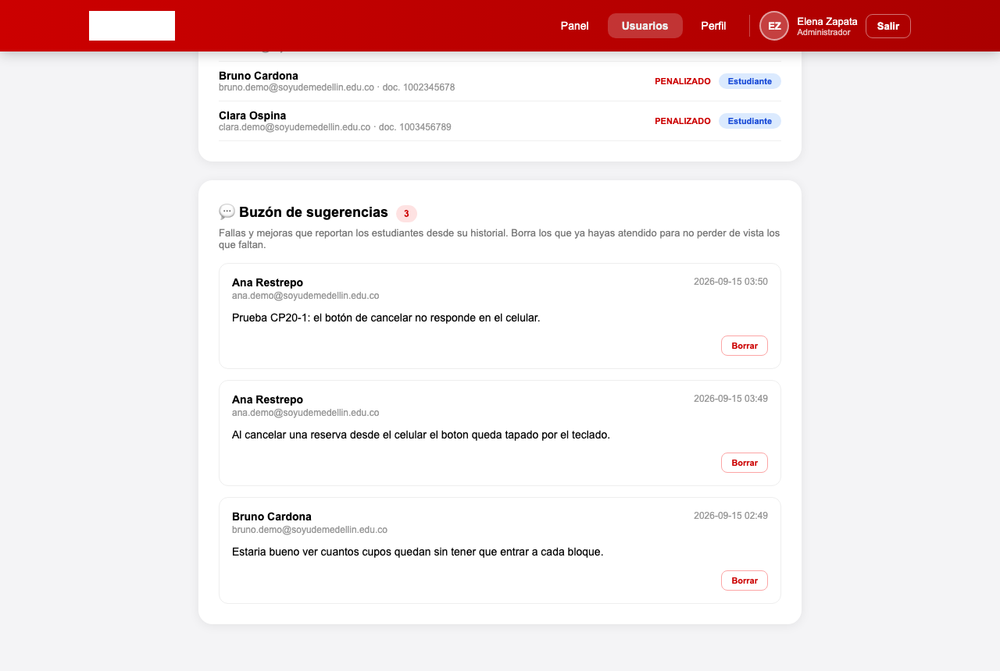 Panel
Usuarios
Perfil
EZ
Elena Zapata
Administrador
Salir
Bruno Cardona
bruno.demo@soyudemedellin.edu.co · doc. 1002345678
PENALIZADO
Estudiante
Clara Ospina
clara.demo@soyudemedellin.edu.co · doc. 1003456789
PENALIZADO
Estudiante
Buzón de sugerencias 3
Fallas y mejoras que reportan los estudiantes desde su historial. Borra los que ya hayas atendido para no perder de vista los
que faltan.
Ana Restrepo
2026-09-15 03:50
ana.demo@soyudemedellin.edu.co
Prueba CP20-1: el botón de cancelar no responde en el celular.
Borrar
Ana Restrepo
2026-09-15 03:49
ana.demo@soyudemedellin.edu.co
Al cancelar una reserva desde el celular el boton queda tapado por el teclado.
Borrar
Bruno Cardona
2026-09-15 02:49
bruno.demo@soyudemedellin.edu.co
Estaria bueno ver cuantos cupos quedan sin tener que entrar a cada bloque.
Borrar